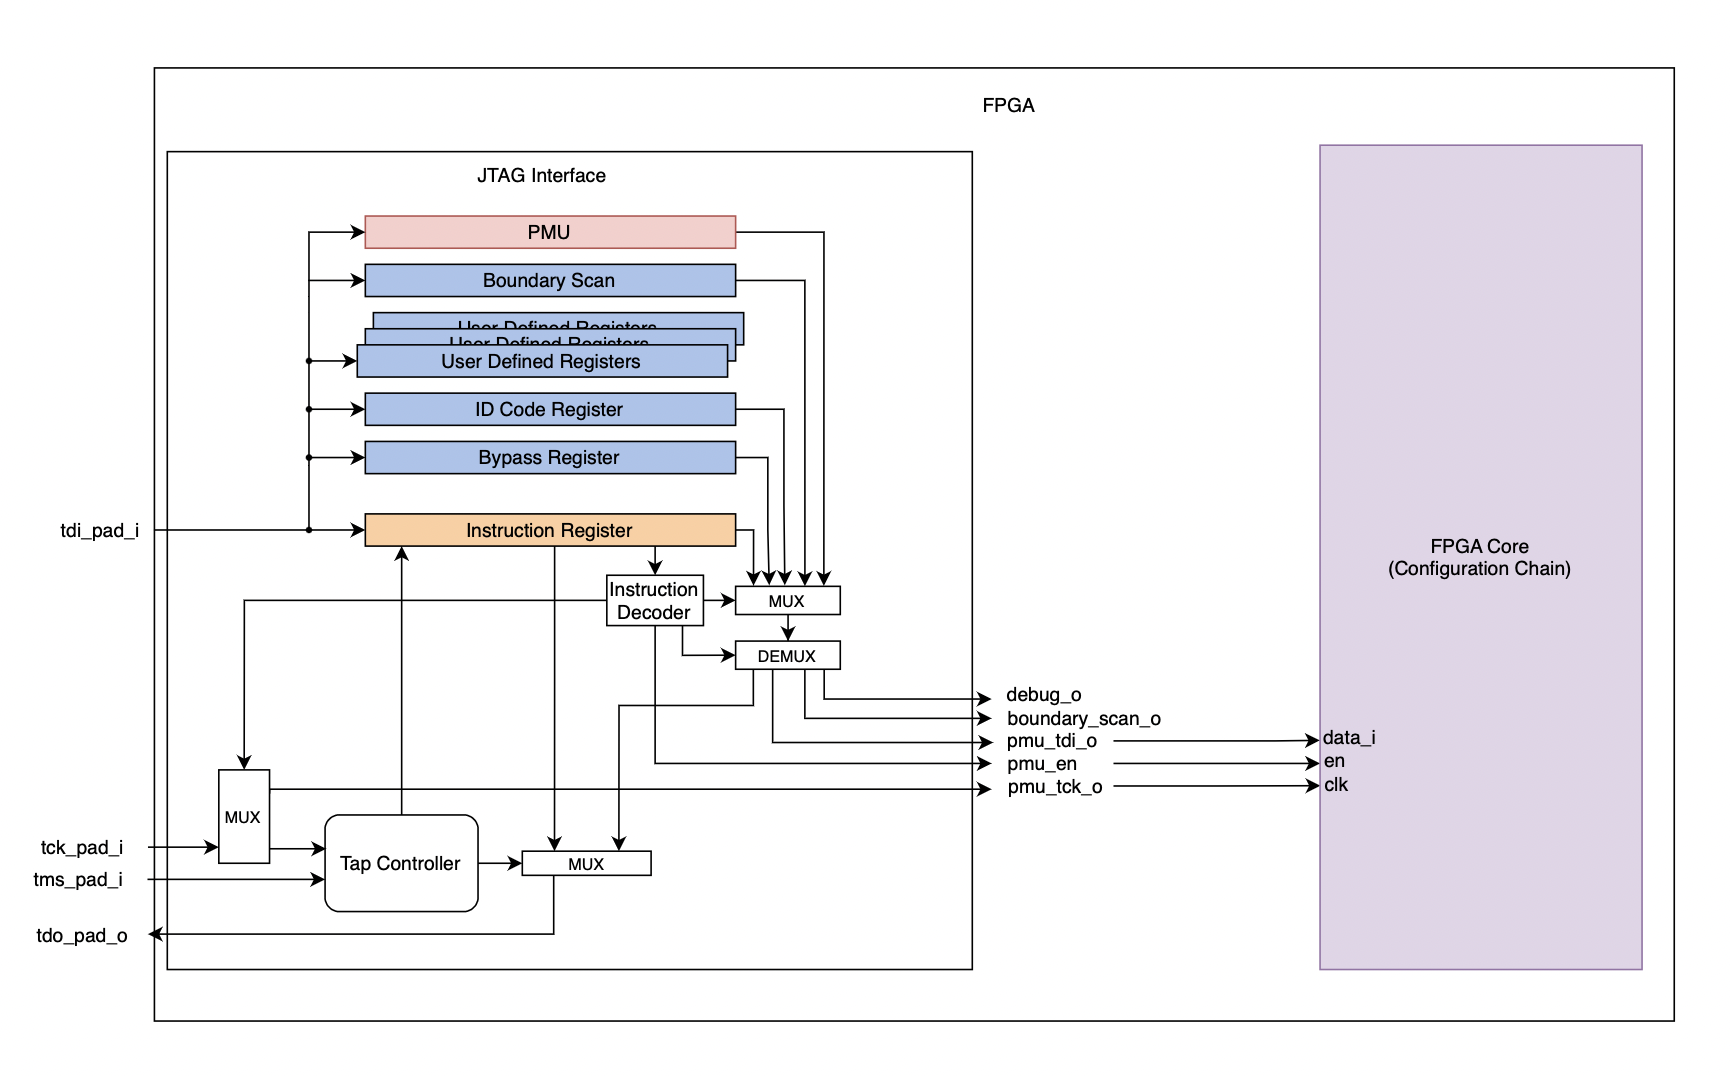 FPGA
JTAG Interface
PMU
Boundary Scan
User Defined Registers
User Defined Registers
User Defined Registers
ID Code Register
Bypass Register
tdi_pad_i
Instruction Register
FPGA Core
(Configuration Chain)
Instruction
Decoder
MUX
DEMUX
debug_o
boundary_scan_o
pmu_tdi_o
data_i
pmu_en
en
pmu_tck_o
clk
MUX
tck_pad_i
Tap Controller
MUX
tms_pad_i
tdo_pad_o